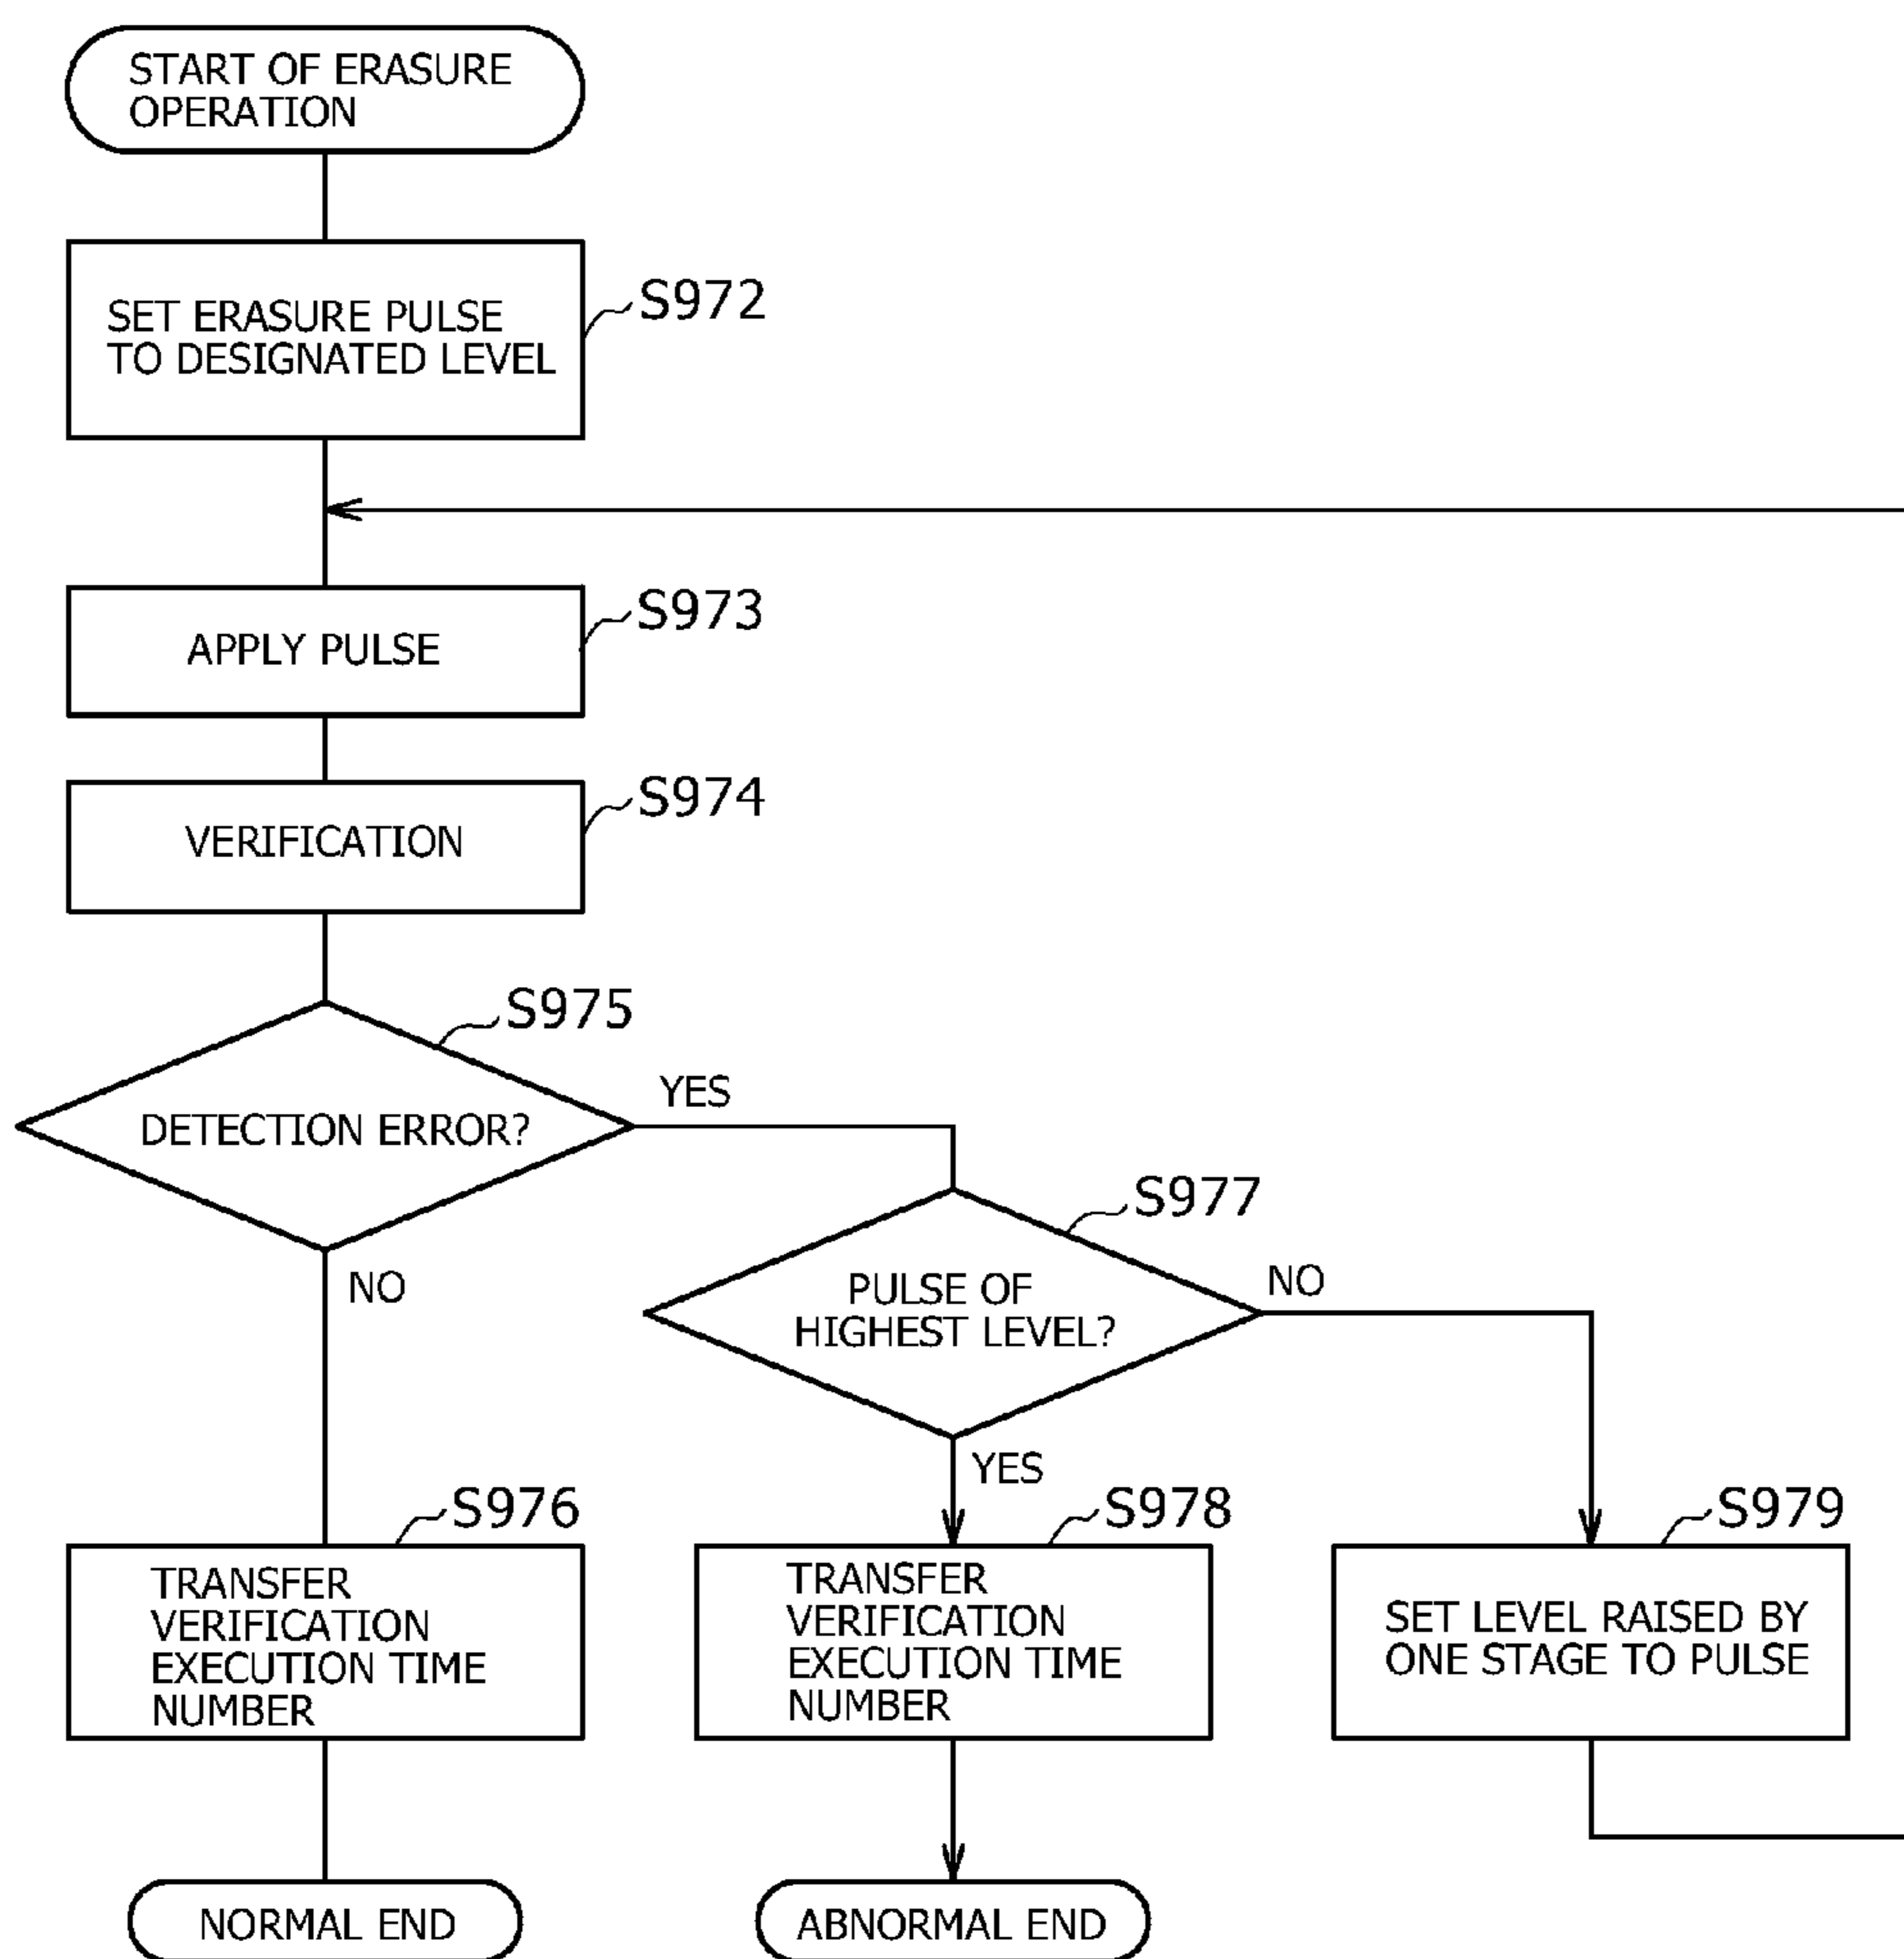 START OF ERASURE
OPERATION
SET ERASURE PULSE
TO DESIGNATED LEVEL
S972
APPLY PULSE
S973
VERIFICATION
S974
DETECTION ERROR?
S975
YES
NO
PULSE OF
HIGHEST LEVEL?
S977
NO
YES
TRANSFER
VERIFICATION
EXECUTION TIME
NUMBER
S976
TRANSFER
VERIFICATION
EXECUTION TIME
NUMBER
S978
SET LEVEL RAISED BY
ONE STAGE TO PULSE
S979
NORMAL END
ABNORMAL END